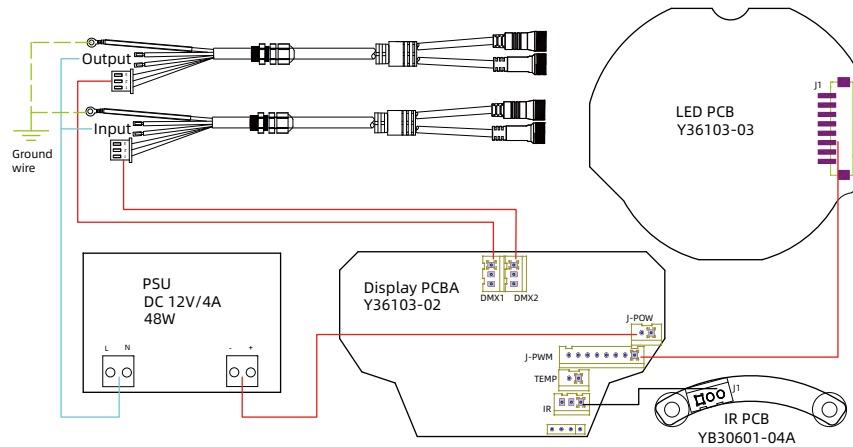 Output
Input
Ground
wire
LED PCB
Y36103-03
J1
PSU
DC 12V/4A
48W
L
N
-
+
Display PCBA
Y36103-02
DMX1
DMX2
J-POW
J-PWM
TEMP
IR
J1
IR PCB
YB30601-04A